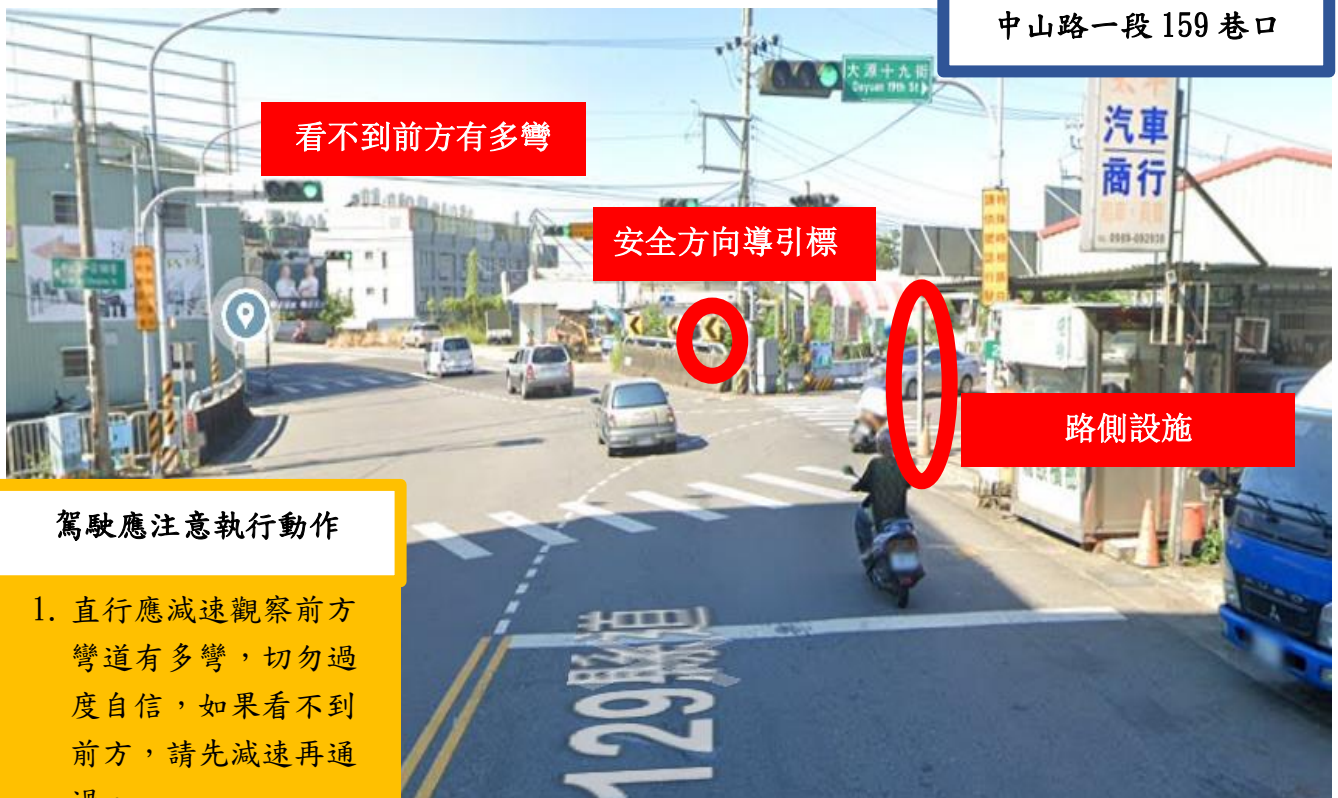 中山路一段 159 巷口
大源十九街
Dayuan 19th St
看不到前方有多彎
汽車
商行
安全方向導引標
路側設施
駕駛應注意執行動作
1. 直行應減速觀察前方
彎道有多彎，切勿過
度自信，如果看不到
前方，請先減速再通
過。
129縣道